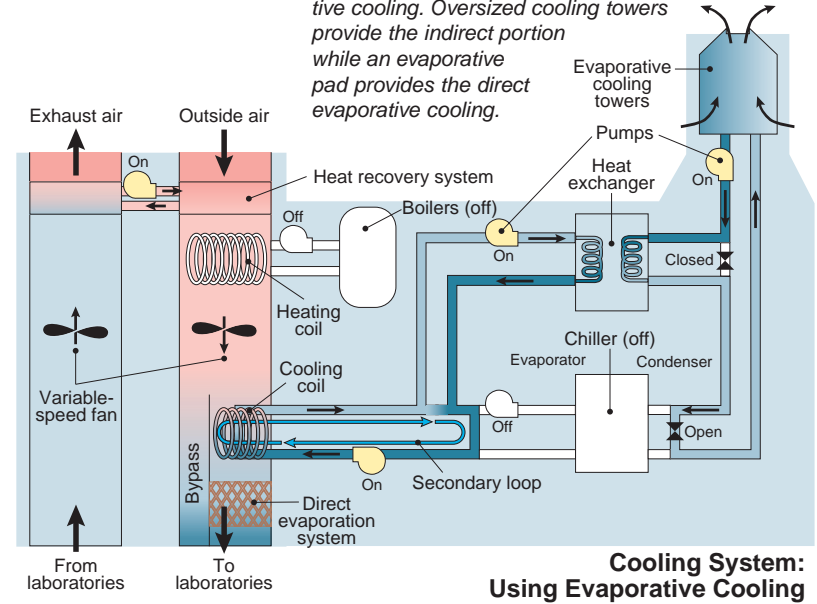 tive cooling. Oversized cooling towers
provide the indirect portion
while an evaporative
pad provides the direct
evaporative cooling.
Evaporative
cooling
towers
Exhaust air
Outside air
Pumps
On
On
Heat recovery system
Heat
exchanger
Boilers (off)
Off
On
Closed
Heating
coil
Chiller (off)
Evaporator
Condenser
Cooling
coil
Variable-
speed fan
Off
Open
Bypass
On
Secondary loop
Direct
evaporation
system
From
laboratories
To
laboratories
Cooling System:
Using Evaporative Cooling